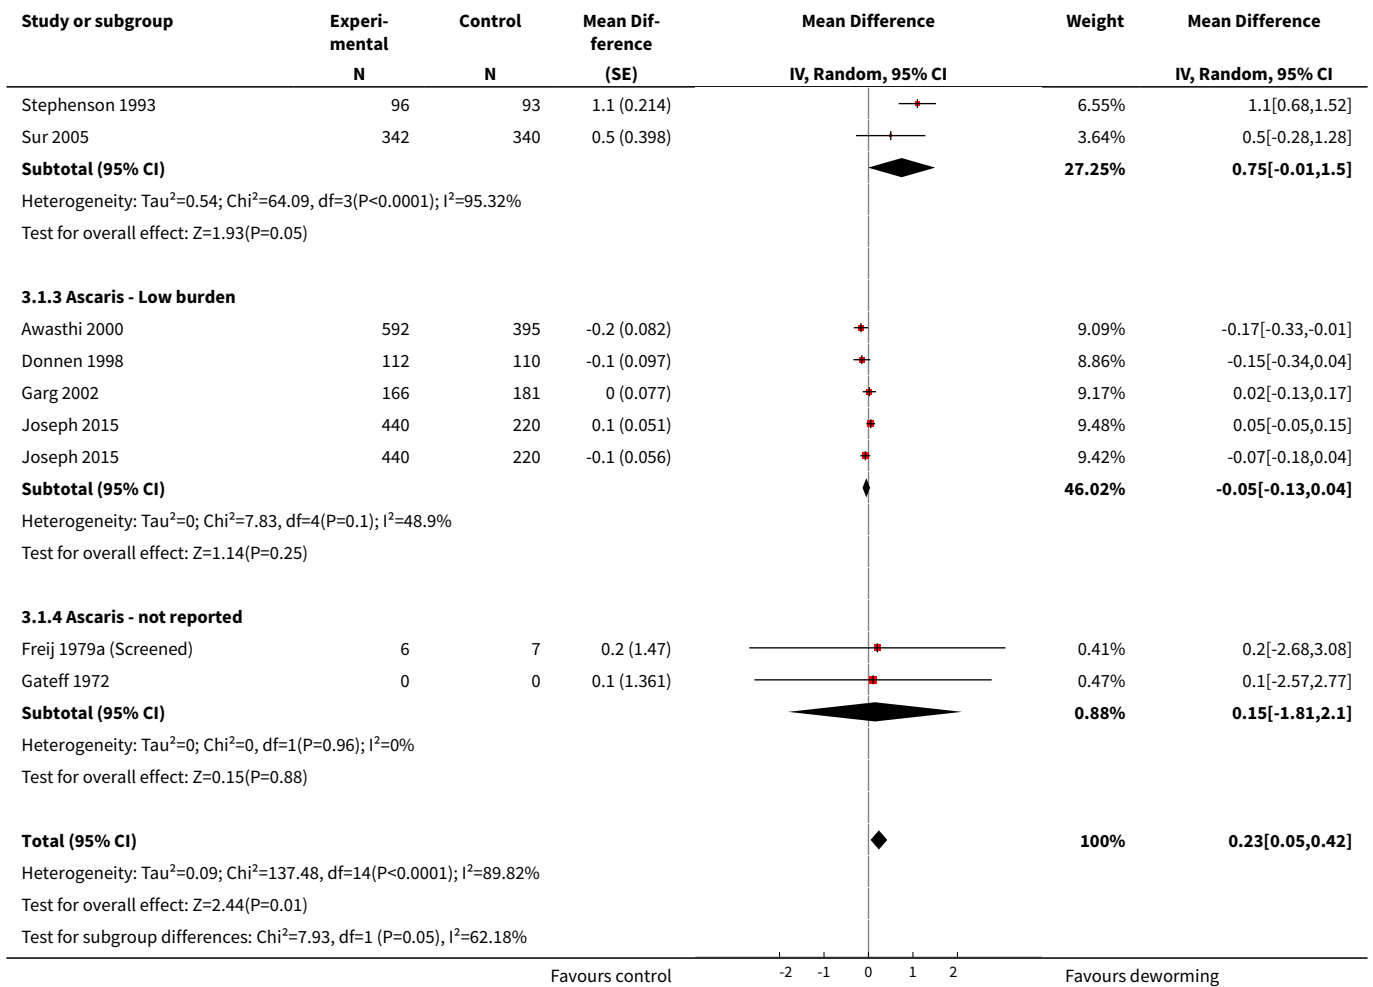 Study or subgroup Experi- Control Mean Dif- Mean Difference Weight Mean Difference
mental ference
N N (SE) IV, Random, 95% CI IV, Random, 95% CI
Stephenson 1993 96 93 1.1 (0.214) 6.55% 1.1[0.68,1.52]
Sur 2005 342 340 0.5 (0.398) 3.64% 0.5[-0.28,1.28]
Subtotal (95% CI) 27.25% 0.75[-0.01,1.5]
Heterogeneity: Tau²=0.54; Chi²=64.09, df=3(P<0.0001); I²=95.32%
Test for overall effect: Z=1.93(P=0.05)
3.1.3 Ascaris - Low burden
Awasthi 2000 592 395 -0.2 (0.082) 9.09% -0.17[-0.33,-0.01]
Donnen 1998 112 110 -0.1 (0.097) 8.86% -0.15[-0.34,0.04]
Garg 2002 166 181 0 (0.077) 9.17% 0.02[-0.13,0.17]
Joseph 2015 440 220 0.1 (0.051) 9.48% 0.05[-0.05,0.15]
Joseph 2015 440 220 -0.1 (0.056) 9.42% -0.07[-0.18,0.04]
Subtotal (95% CI) 46.02% -0.05[-0.13,0.04]
Heterogeneity: Tau²=0; Chi²=7.83, df=4(P=0.1); I²=48.9%
Test for overall effect: Z=1.14(P=0.25)
3.1.4 Ascaris - not reported
Freij 1979a (Screened) 6 7 0.2 (1.47) 0.41% 0.2[-2.68,3.08]
Gateff 1972 0 0 0.1 (1.361) 0.47% 0.1[-2.57,2.77]
Subtotal (95% CI) 0.88% 0.15[-1.81,2.1]
Heterogeneity: Tau²=0; Chi²=0, df=1(P=0.96); I²=0%
Test for overall effect: Z=0.15(P=0.88)
Total (95% CI) 100% 0.23[0.05,0.42]
Heterogeneity: Tau²=0.09; Chi²=137.48, df=14(P<0.0001); I²=89.82%
Test for overall effect: Z=2.44(P=0.01)
Test for subgroup differences: Chi²=7.93, df=1 (P=0.05), I²=62.18%
Favours control -2 -1 0 1 2 Favours deworming